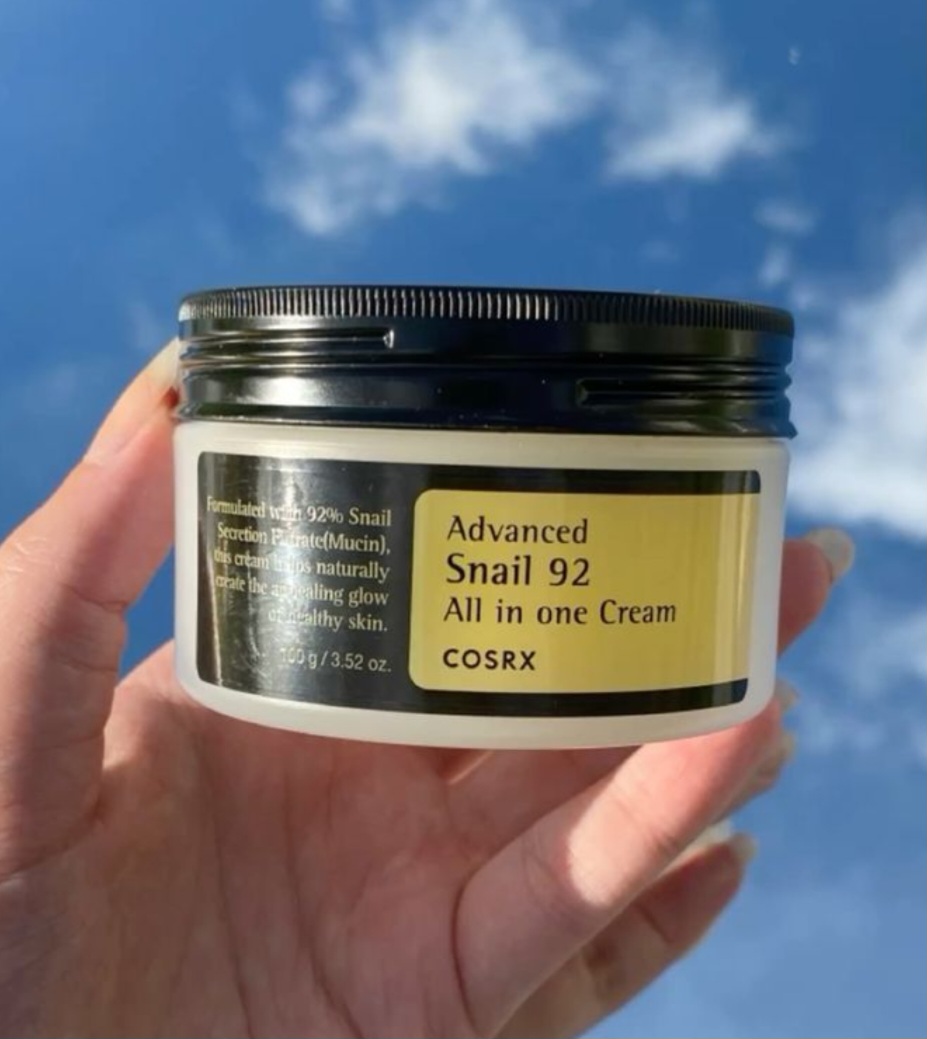 Formulated with 92% Snail
Secretion Filtrate(Mucin),
this cream helps naturally
create the appealing glow
of healthy skin.
100 g / 3.52 oz.
Advanced
Snail 92
All in one Cream
COSRX